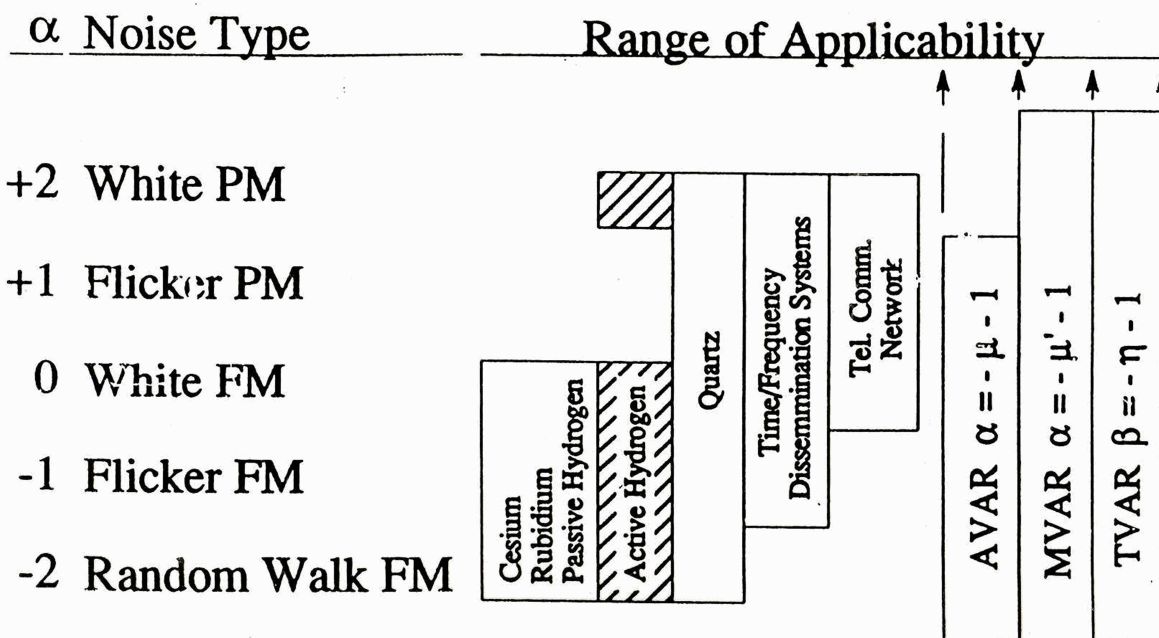 α Noise Type
Range of Applicability
+2 White PM
+1 Flicker PM
0 White FM
-1 Flicker FM
-2 Random Walk FM
Cesium
Rubidium
Passive Hydrogen
Active Hydrogen
Quartz
Time/Frequency
Dissemmination Systems
Tel. Comm.
Network
AVAR α = - μ - 1
MVAR α = - μ' - 1
TVAR β = - η - 1